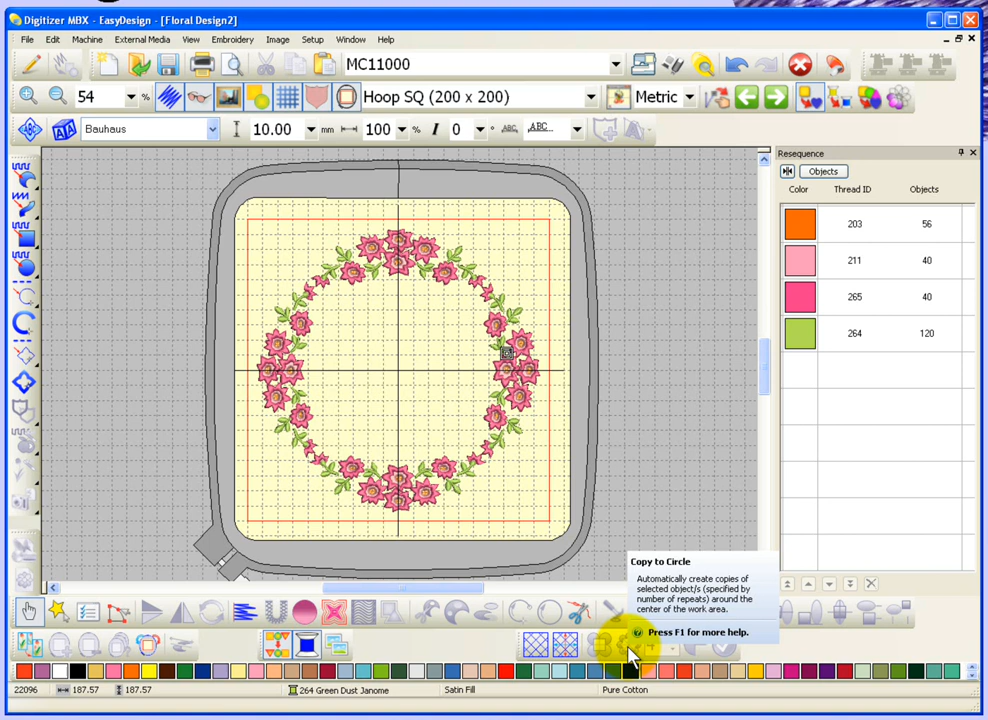 Digitizer MBX - EasyDesign - [Floral Design2]
File Edit Machine External Media View Embroidery Image Setup Window Help
MC11000
54 % Hoop SQ (200 x 200) Metric
Bauhaus 10.00 mm 100 % I 0 ABC ABC...
Resequence
Objects
Color Thread ID Objects
203 56
211 40
265 40
264 120
Copy to Circle
Automatically create copies of
selected object/s (specified by
number of repeats) around the
center of the work area.
Press F1 for more help.
22096 187.57 187.57 264 Green Dust Janome Satin Fill Pure Cotton